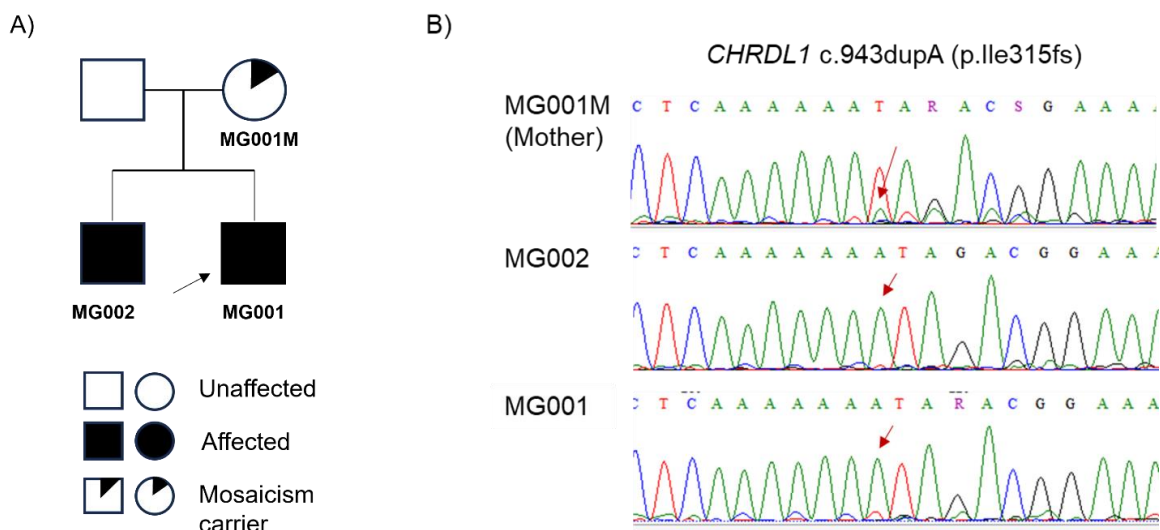 A)
MG001M
MG002
MG001
Unaffected
Affected
Mosaicism
carrier
B)
CHRDL1 c.943dupA (p.Ile315fs)
MG001M
(Mother)
C T C A A A A A A T A R A C S G A A A A
MG002
C T C A A A A A A A T A G A C G G A A A
MG001
C T C A A A A A A A T A R A C G G A A A